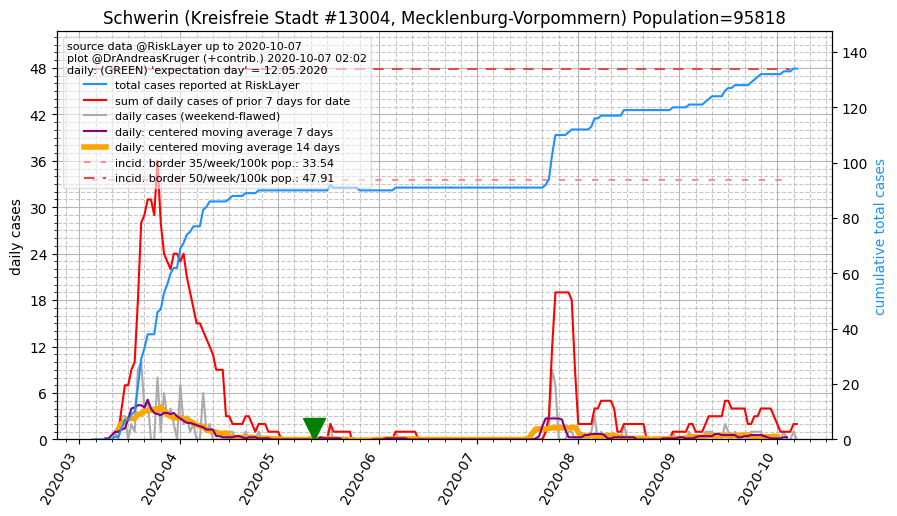 Schwerin (Kreisfreie Stadt #13004, Mecklenburg-Vorpommern) Population=95818
source data @RiskLayer up to 2020-10-07
plot @DrAndreasKruger (+contrib.) 2020-10-07 02:02
daily: (GREEN) 'expectation day' = 12.05.2020
total cases reported at RiskLayer
sum of daily cases of prior 7 days for date
daily cases (weekend-flawed)
daily: centered moving average 7 days
daily: centered moving average 14 days
incid. border 35/week/100k pop.: 33.54
incid. border 50/week/100k pop.: 47.91
daily cases
48
42
36
30
24
18
12
6
0
140
120
100
80
60
40
20
0
cumulative total cases
2020-03
2020-04
2020-05
2020-06
2020-07
2020-08
2020-09
2020-10